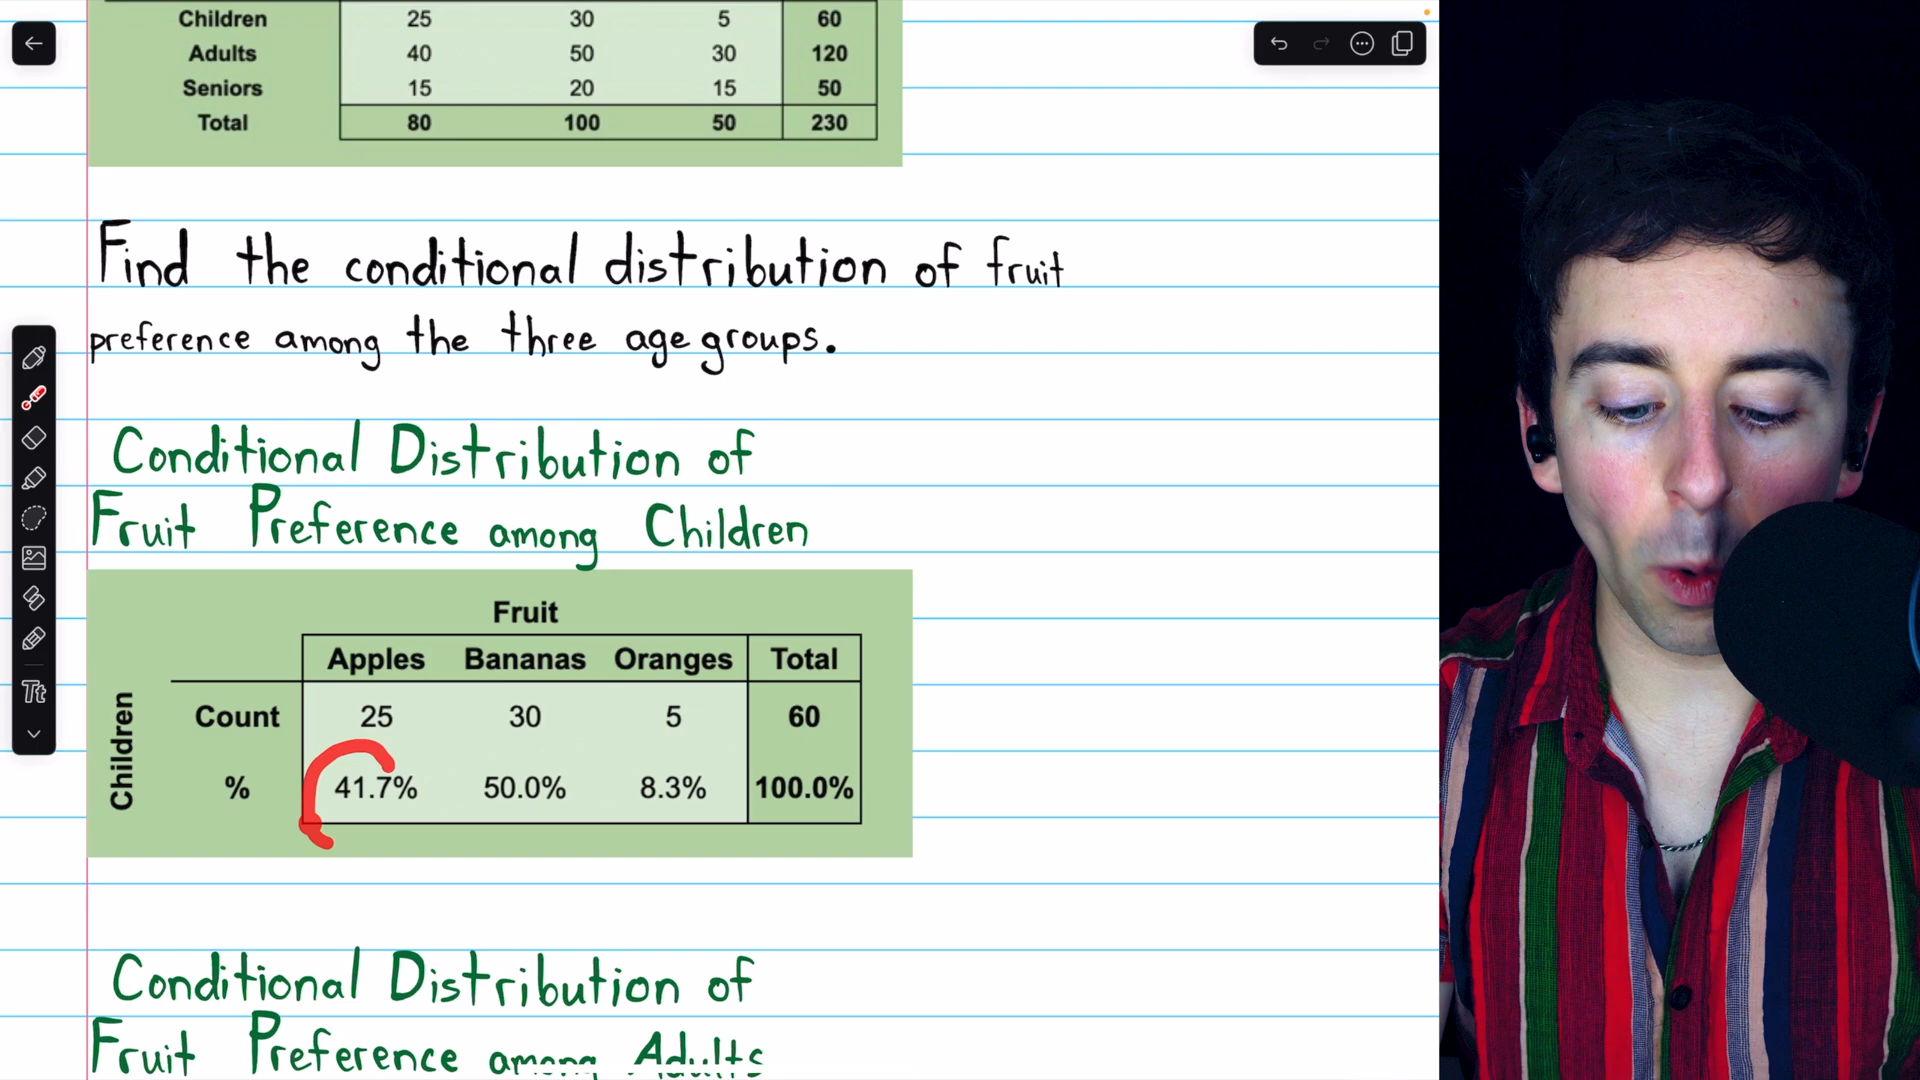 Children 25 30 5 60
Adults 40 50 30 120
Seniors 15 20 15 50
Total 80 100 50 230
Find the conditional distribution of fruit
preference among the three age groups.
Conditional Distribution of
Fruit Preference among Children
Fruit
Apples Bananas Oranges Total
Children
Count 25 30 5 60
% 41.7% 50.0% 8.3% 100.0%
Conditional Distribution of
Fruit Preference among Adults
Tt